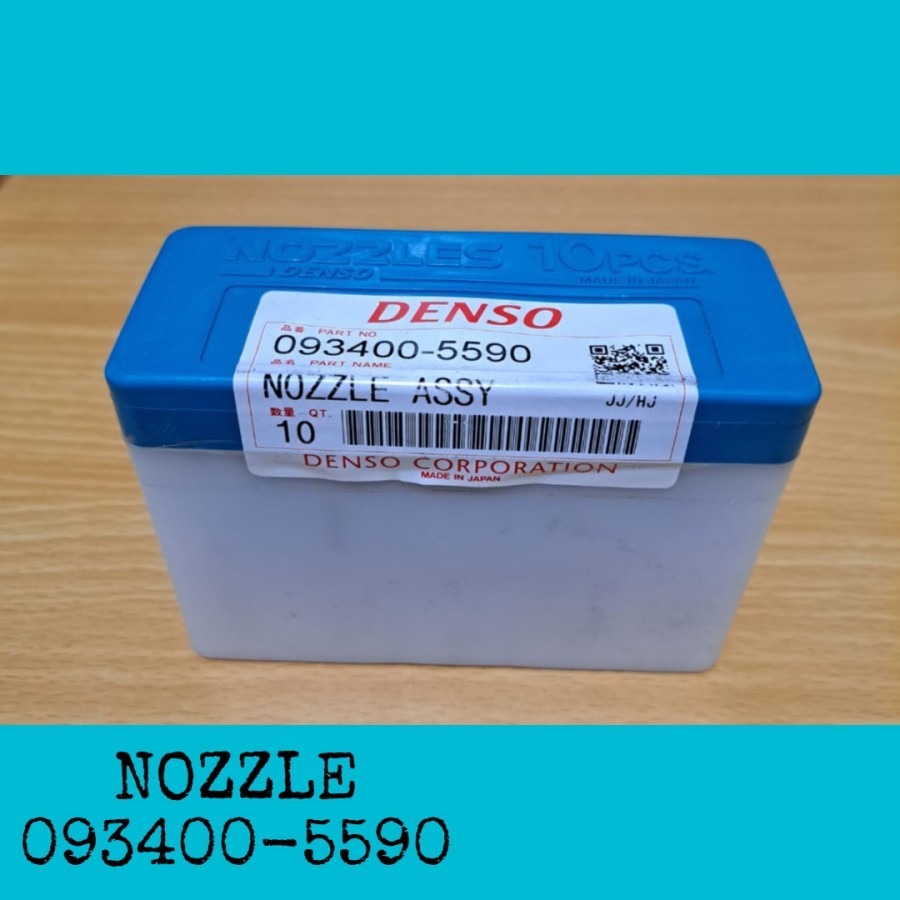 NOZZLES 10PCS.
DENSO
MADE IN JAPAN
DENSO
品番 PART NO
093400-5590
品名 PART NAME
NOZZLE ASSY
JJ/HJ
数量 QT.
10
DENSO CORPORATION
MADE IN JAPAN
NOZZLE
093400-5590